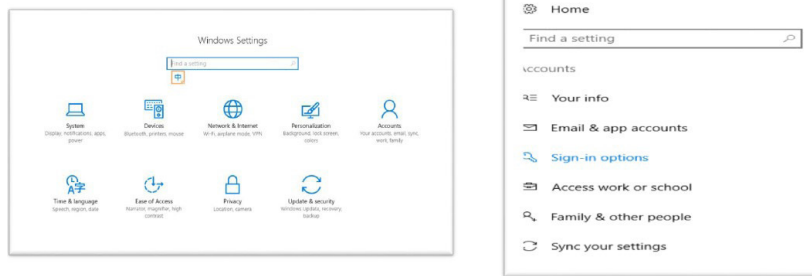 Windows Settings
Find a setting
中
System
Display, notifications, apps,
power
Devices
Bluetooth, printers, mouse
Network & Internet
Wi-Fi, airplane mode, VPN
Personalization
Background, lock screen,
colors
Accounts
Your accounts, email, sync,
work, family
Time & language
Speech, region, date
Ease of Access
Narrator, magnifier, high
contrast
Privacy
Location, camera
Update & security
Windows Update, recovery,
backup
Home
Find a setting
Accounts
Your info
Email & app accounts
Sign-in options
Access work or school
Family & other people
Sync your settings